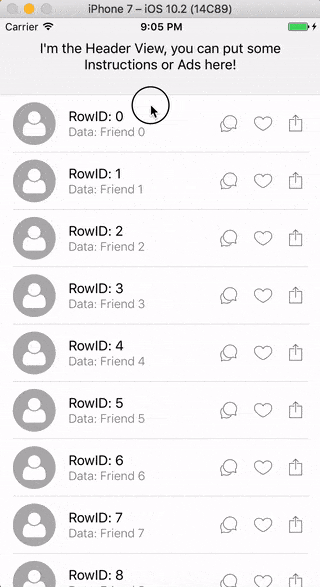 iPhone 7 – iOS 10.2 (14C89)
Carrier 9:05 PM
I'm the Header View, you can put some
Instructions or Ads here!
RowID: 0
Data: Friend 0
RowID: 1
Data: Friend 1
RowID: 2
Data: Friend 2
RowID: 3
Data: Friend 3
RowID: 4
Data: Friend 4
RowID: 5
Data: Friend 5
RowID: 6
Data: Friend 6
RowID: 7
Data: Friend 7
RowID: 8